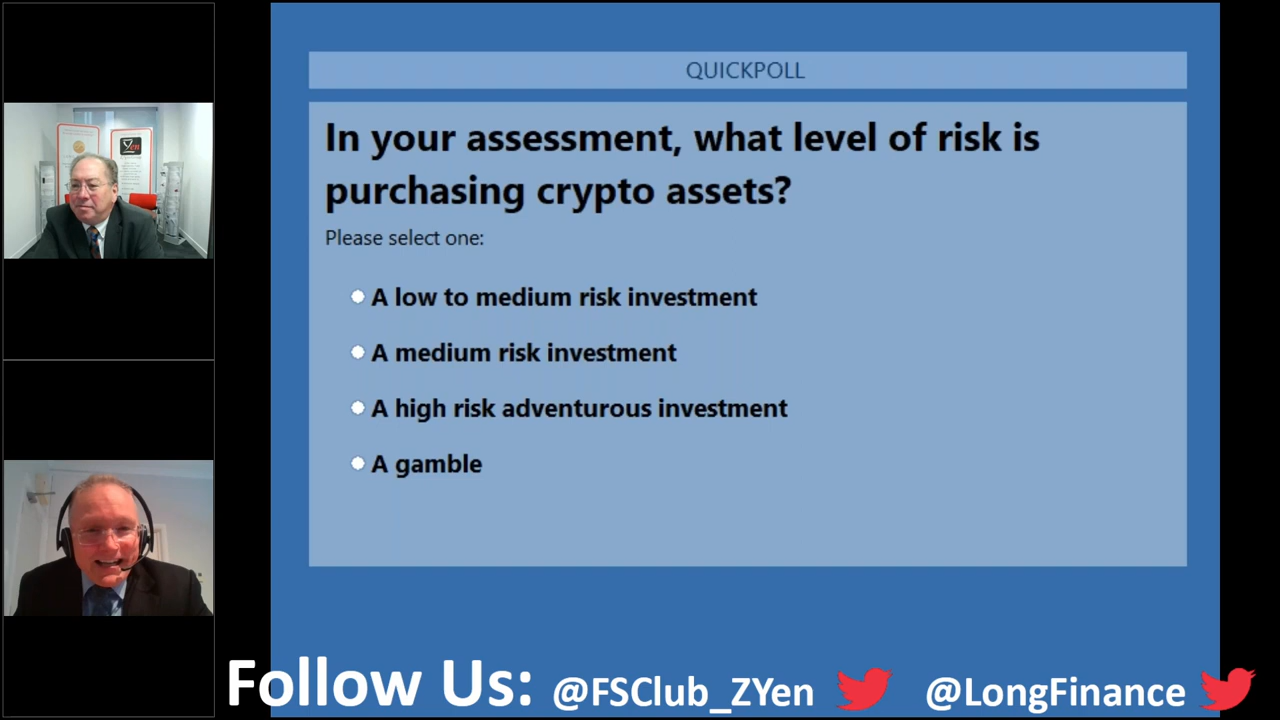 QUICKPOLL
In your assessment, what level of risk is
purchasing crypto assets?
Please select one:
A low to medium risk investment
A medium risk investment
A high risk adventurous investment
A gamble
Follow Us: @FSClub_ZYen @LongFinance